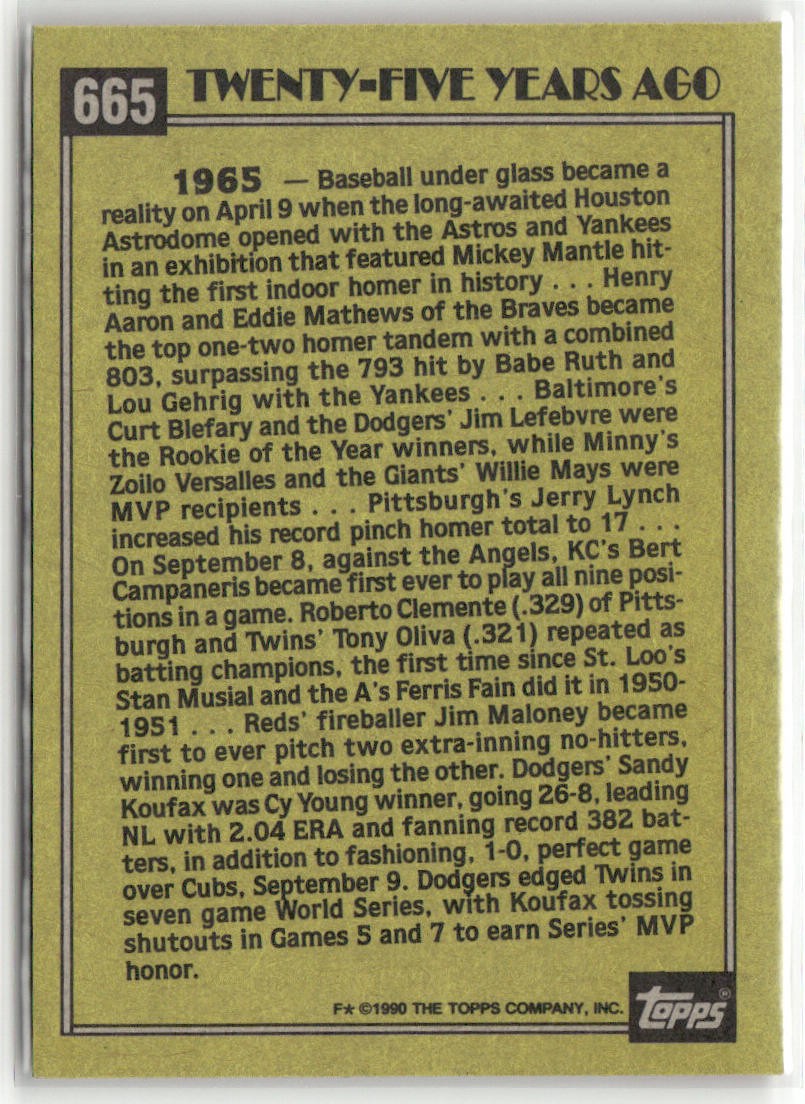 665 TWENTY-FIVE YEARS AGO
1965 — Baseball under glass became a
reality on April 9 when the long-awaited Houston
Astrodome opened with the Astros and Yankees
in an exhibition that featured Mickey Mantle hit-
ting the first indoor homer in history . . . Henry
Aaron and Eddie Mathews of the Braves became
the top one-two homer tandem with a combined
803, surpassing the 793 hit by Babe Ruth and
Lou Gehrig with the Yankees . . . Baltimore's
Curt Blefary and the Dodgers' Jim Lefebvre were
the Rookie of the Year winners, while Minny's
Zoilo Versalles and the Giants' Willie Mays were
MVP recipients . . . Pittsburgh's Jerry Lynch
increased his record pinch homer total to 17 . . .
On September 8, against the Angels, KC's Bert
Campaneris became first ever to play all nine posi-
tions in a game. Roberto Clemente (.329) of Pitts-
burgh and Twins' Tony Oliva (.321) repeated as
batting champions, the first time since St. Loo's
Stan Musial and the A's Ferris Fain did it in 1950-
1951 . . . Reds' fireballer Jim Maloney became
first to ever pitch two extra-inning no-hitters,
winning one and losing the other. Dodgers' Sandy
Koufax was Cy Young winner, going 26-8, leading
NL with 2.04 ERA and fanning record 382 bat-
ters, in addition to fashioning, 1-0, perfect game
over Cubs, September 9. Dodgers edged Twins in
seven game World Series, with Koufax tossing
shutouts in Games 5 and 7 to earn Series' MVP
honor.
F★ ©1990 THE TOPPS COMPANY, INC. TOPPS®